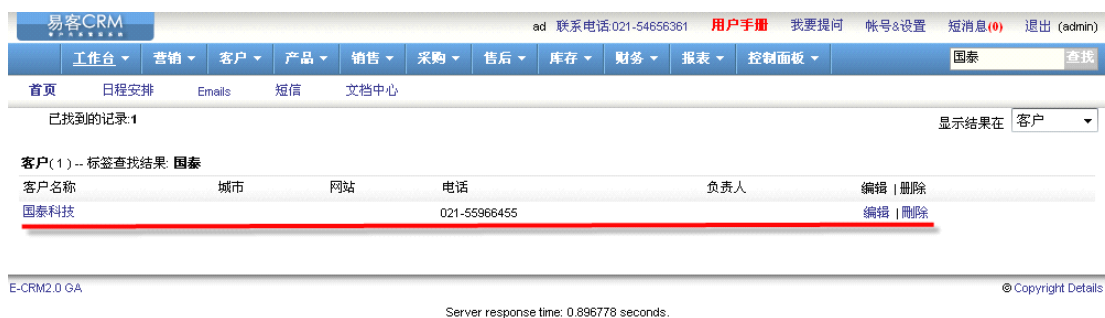 易客CRM
ad 联系电话:021-54656361 用户手册 我要提问 帐号&设置 短消息(0) 退出 (admin)
工作台 营销 客户 产品 销售 采购 售后 库存 财务 报表 控制面板 国泰 查找
首页 日程安排 Emails 短信 文档中心
已找到的记录:1 显示结果在 客户
客户(1) -- 标签查找结果: 国泰
客户名称 城市 网站 电话 负责人 编辑 | 删除
国泰科技 021-55966455 编辑 | 删除
E-CRM2.0 GA © Copyright Details
Server response time: 0.896778 seconds.